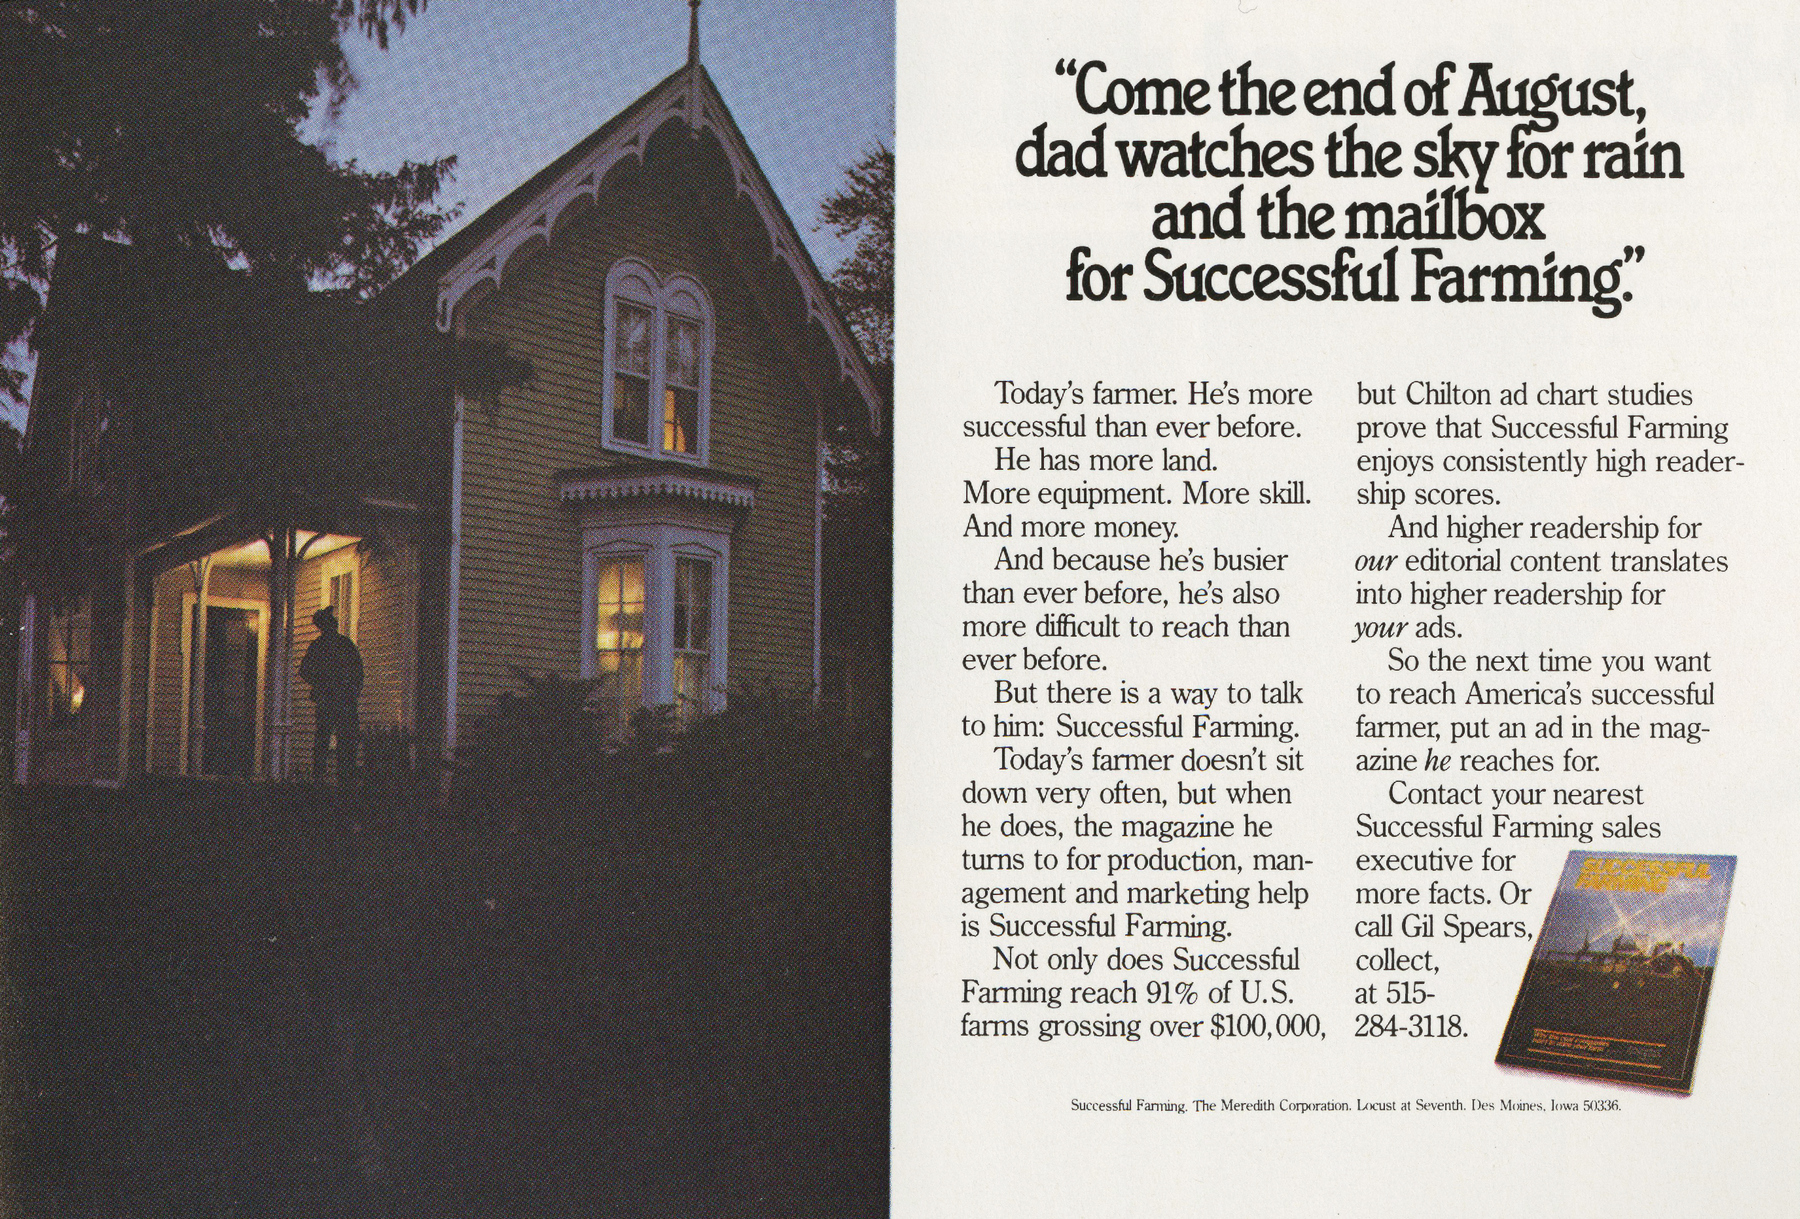 “Come the end of August,
dad watches the sky for rain
and the mailbox
for Successful Farming.”
Today’s farmer. He’s more
successful than ever before.
He has more land.
More equipment. More skill.
And more money.
And because he’s busier
than ever before, he’s also
more difficult to reach than
ever before.
But there is a way to talk
to him: Successful Farming.
Today’s farmer doesn’t sit
down very often, but when
he does, the magazine he
turns to for production, man-
agement and marketing help
is Successful Farming.
Not only does Successful
Farming reach 91% of U.S.
farms grossing over $100,000,
but Chilton ad chart studies
prove that Successful Farming
enjoys consistently high reader-
ship scores.
And higher readership for
our editorial content translates
into higher readership for
your ads.
So the next time you want
to reach America’s successful
farmer, put an ad in the mag-
azine he reaches for.
Contact your nearest
Successful Farming sales
executive for
more facts. Or
call Gil Spears,
collect,
at 515-
284-3118.
SUCCESSFUL
FARMING
Successful Farming. The Meredith Corporation. Locust at Seventh. Des Moines, Iowa 50336.